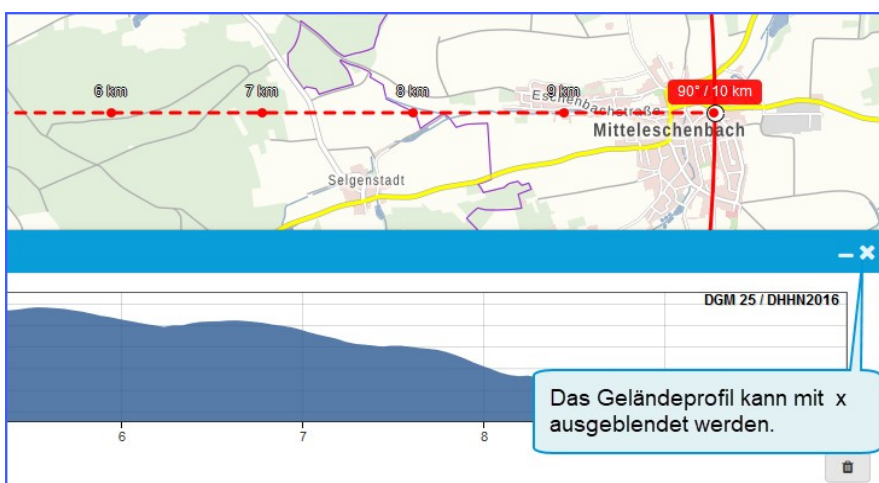 6 km
7 km
8 km
9 km
90° / 10 km
Eschenbachstraße
Mitteleschenbach
Selgenstadt
DGM 25 / DHHN2016
Das Geländeprofil kann mit x
ausgeblendet werden.
6
7
8